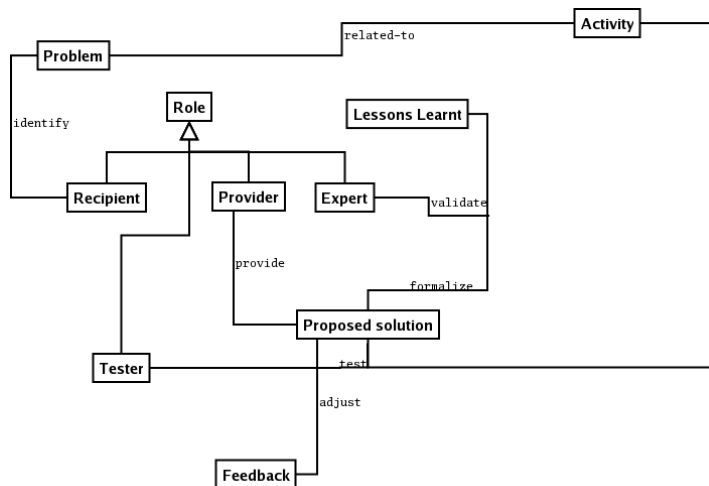 Activity
related-to
Problem
Role
Lessons Learnt
identify
Recipient
Provider
Expert
validate
provide
formalize
Proposed solution
Tester
test
adjust
Feedback